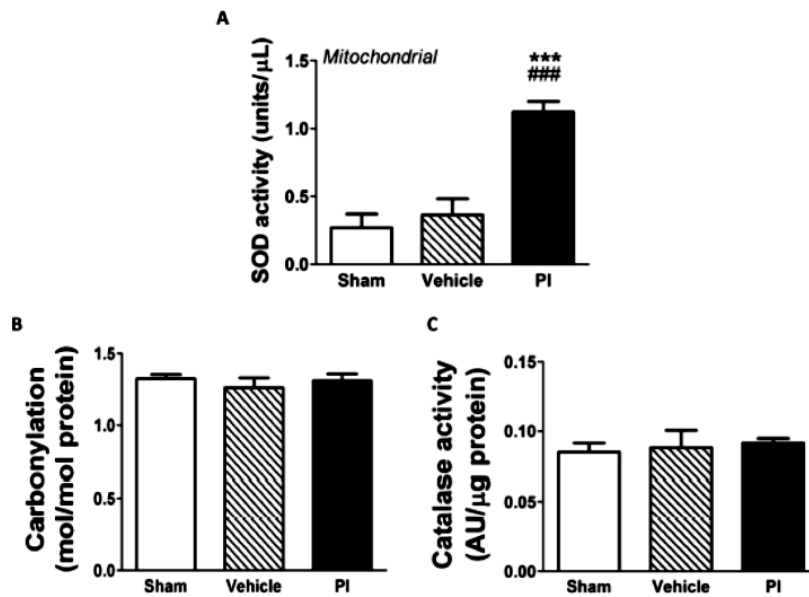 A
SOD activity (units/μL)
Mitochondrial
1.5
1.0
0.5
0.0
***
###
Sham Vehicle PI
B
Carbonylation
(mol/mol protein)
1.5
1.0
0.5
0.0
Sham Vehicle PI
C
Catalase activity
(AU/μg protein)
0.15
0.10
0.05
0.00
Sham Vehicle PI